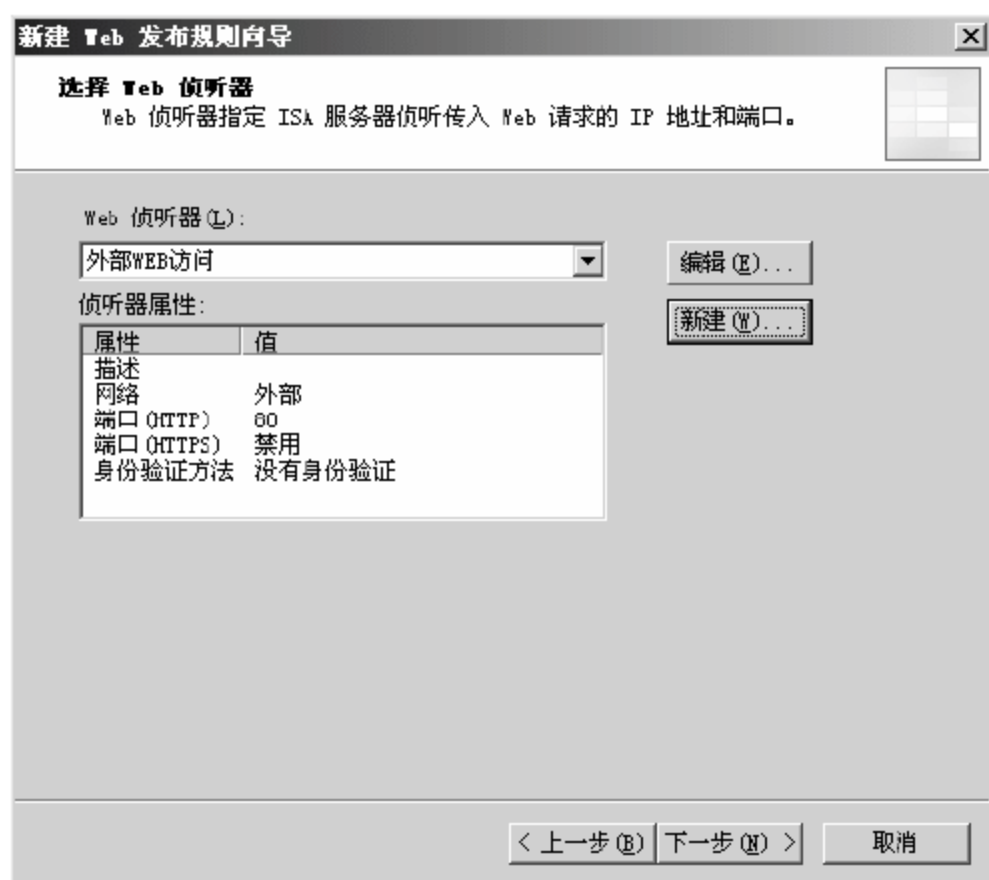 新建 Web 发布规则向导
选择 Web 侦听器
Web 侦听器指定 ISA 服务器侦听传入 Web 请求的 IP 地址和端口。
Web 侦听器(L):
外部WEB访问
编辑(E)...
侦听器属性:
新建(W)...
属性 值
描述
网络 外部
端口(HTTP) 80
端口(HTTPS) 禁用
身份验证方法 没有身份验证
< 上一步(B) 下一步(N) > 取消